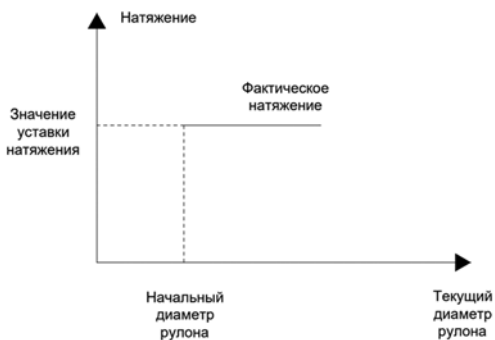 Натяжение
Фактическое
натяжение
Значение
уставки
натяжения
Начальный
диаметр
рулона
Текущий
диаметр
рулона